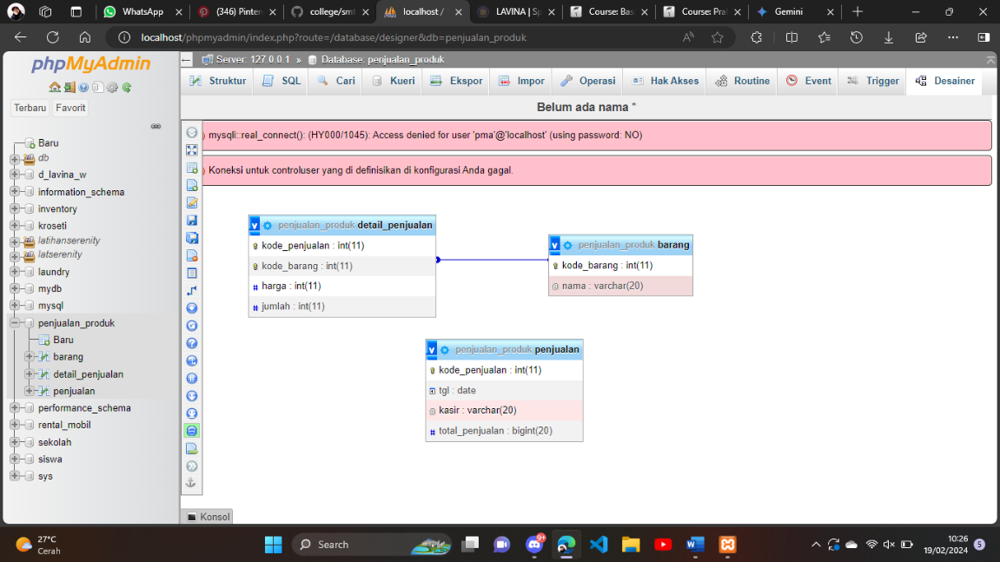 WhatsApp
(346) Pinter
college/smt
localhost /
LAVINA | Sp
Course: Bas
Course: Pral
Gemini
localhost/phpmyadmin/index.php?route=/database/designer&db=penjualan_produk
phpMyAdmin
Terbaru
Favorit
Baru
db
d_lavina_w
information_schema
inventory
kroseti
latihanserenity
latserenity
laundry
mydb
mysql
penjualan_produk
Baru
barang
detail_penjualan
penjualan
performance_schema
rental_mobil
sekolah
siswa
sys
Server: 127.0.0.1 » Database: penjualan_produk
Struktur
SQL
Cari
Kueri
Ekspor
Impor
Operasi
Hak Akses
Routine
Event
Trigger
Desainer
Belum ada nama *
mysqli::real_connect(): (HY000/1045): Access denied for user 'pma'@'localhost' (using password: NO)
Koneksi untuk controluser yang di definisikan di konfigurasi Anda gagal.
v penjualan_produk detail_penjualan
kode_penjualan : int(11)
kode_barang : int(11)
# harga : int(11)
# jumlah : int(11)
v penjualan_produk barang
kode_barang : int(11)
nama : varchar(20)
v penjualan_produk penjualan
kode_penjualan : int(11)
tgl : date
kasir : varchar(20)
# total_penjualan : bigint(20)
Konsol
27°C
Cerah
Search
9+
10:26
19/02/2024
5